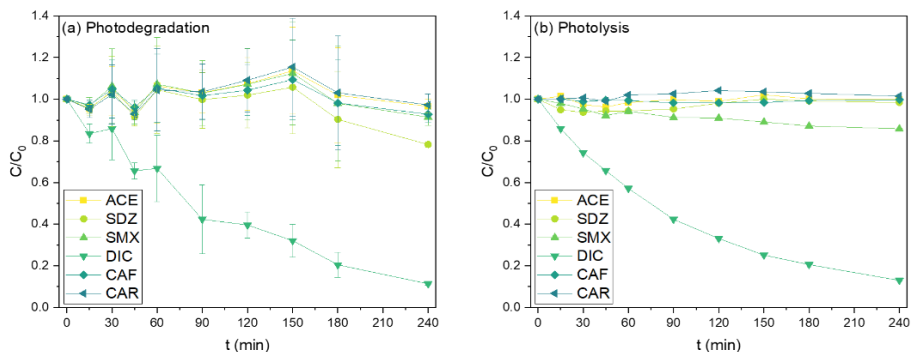 (a) Photodegradation
C/C0
1.4
1.2
1.0
0.8
0.6
0.4
0.2
0.0
ACE
SDZ
SMX
DIC
CAF
CAR
0 30 60 90 120 150 180 210 240
t (min)
(b) Photolysis
C/C0
1.4
1.2
1.0
0.8
0.6
0.4
0.2
0.0
ACE
SDZ
SMX
DIC
CAF
CAR
0 30 60 90 120 150 180 210 240
t (min)